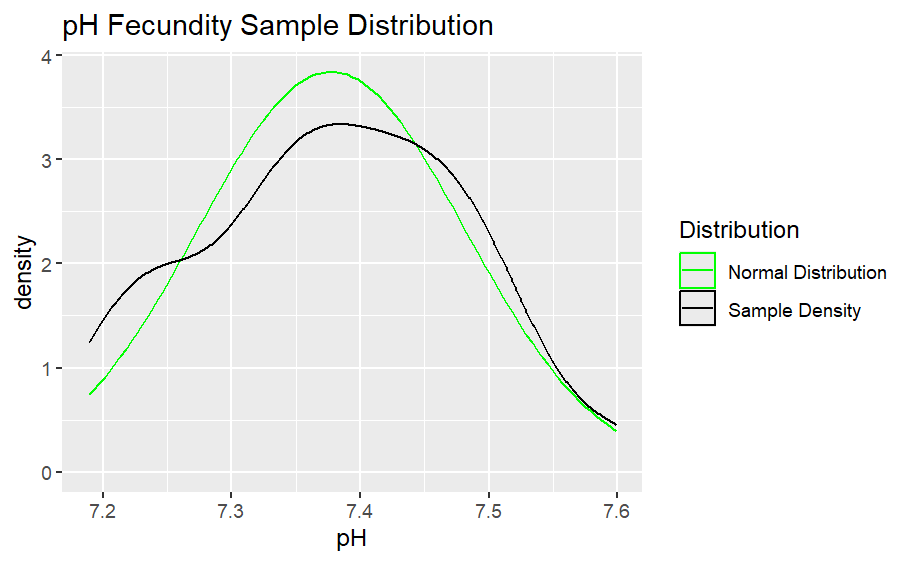 pH Fecundity Sample Distribution
4
3
2
1
0
density
7.2 7.3 7.4 7.5 7.6
pH
Distribution
Normal Distribution
Sample Density